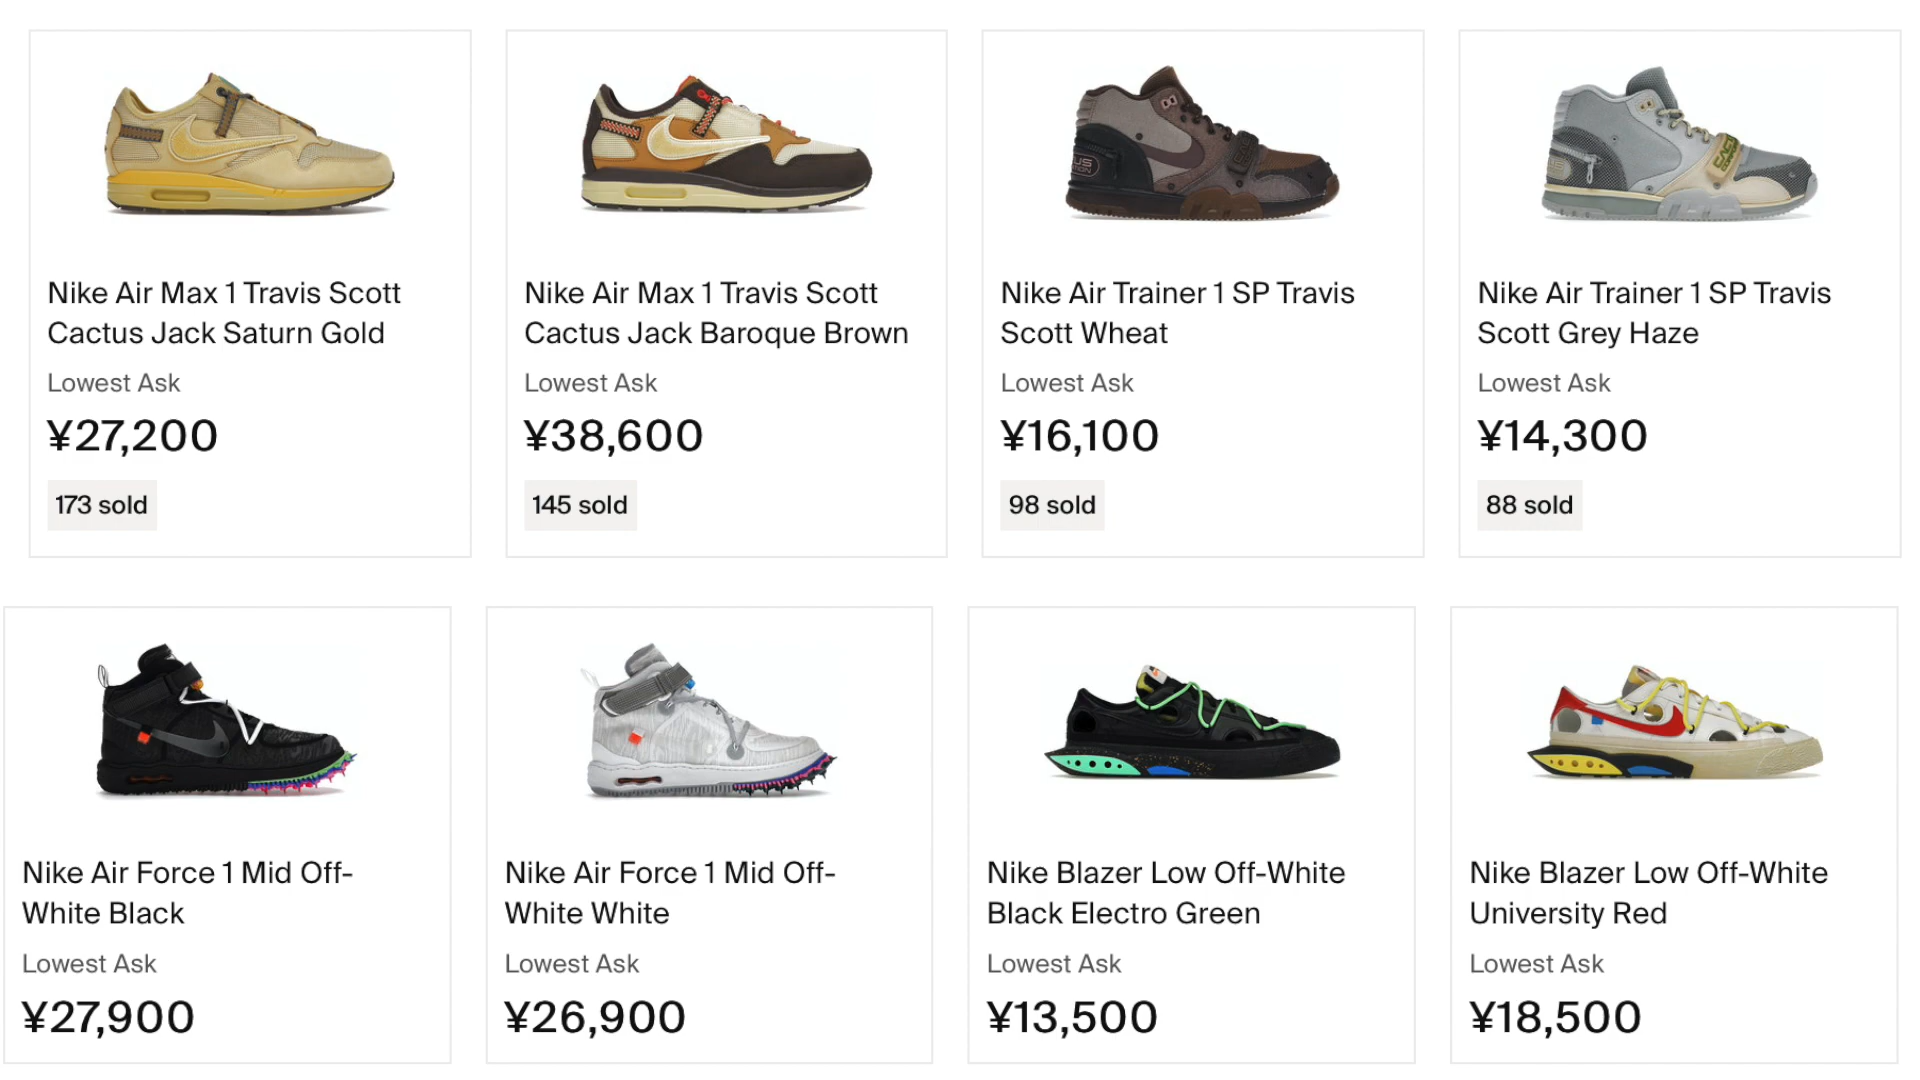 Nike Air Max 1 Travis Scott
Cactus Jack Saturn Gold
Lowest Ask
¥27,200
173 sold
Nike Air Max 1 Travis Scott
Cactus Jack Baroque Brown
Lowest Ask
¥38,600
145 sold
Nike Air Trainer 1 SP Travis
Scott Wheat
Lowest Ask
¥16,100
98 sold
Nike Air Trainer 1 SP Travis
Scott Grey Haze
Lowest Ask
¥14,300
88 sold
Nike Air Force 1 Mid Off-
White Black
Lowest Ask
¥27,900
Nike Air Force 1 Mid Off-
White White
Lowest Ask
¥26,900
Nike Blazer Low Off-White
Black Electro Green
Lowest Ask
¥13,500
Nike Blazer Low Off-White
University Red
Lowest Ask
¥18,500